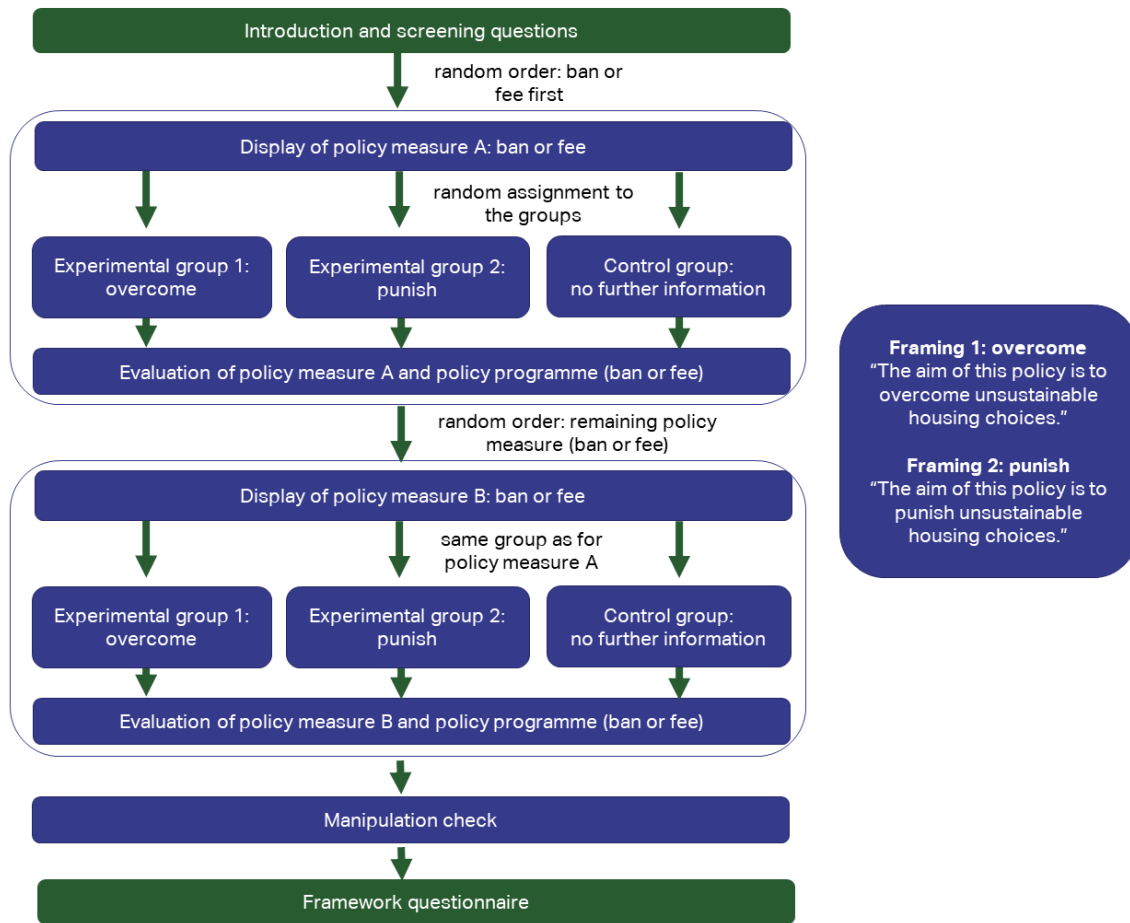 Introduction and screening questions
random order: ban or
fee first
Display of policy measure A: ban or fee
random assignment to
the groups
Experimental group 1:
overcome
Experimental group 2:
punish
Control group:
no further information
Evaluation of policy measure A and policy programme (ban or fee)
random order: remaining policy
measure (ban or fee)
Display of policy measure B: ban or fee
same group as for
policy measure A
Experimental group 1:
overcome
Experimental group 2:
punish
Control group:
no further information
Evaluation of policy measure B and policy programme (ban or fee)
Manipulation check
Framework questionnaire
Framing 1: overcome
“The aim of this policy is to
overcome unsustainable
housing choices.”
Framing 2: punish
“The aim of this policy is to
punish unsustainable
housing choices.”